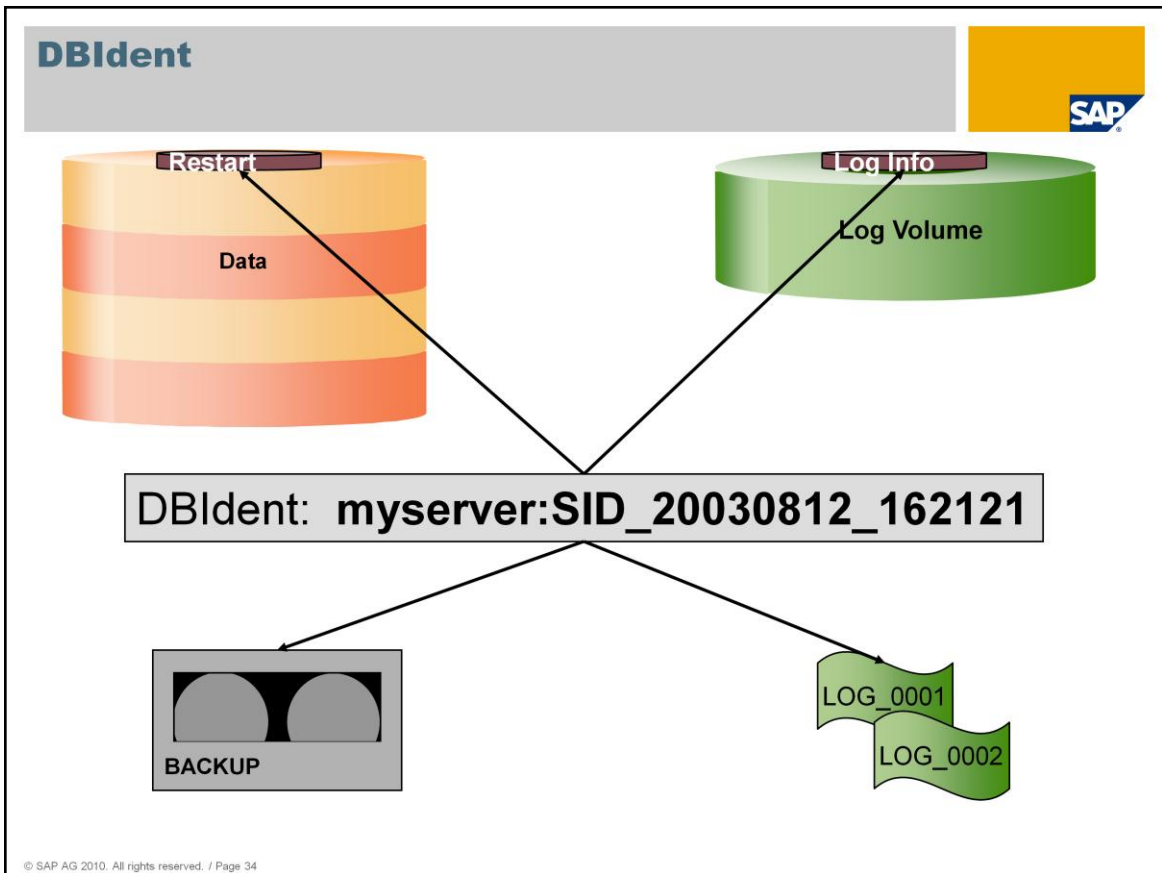 DBIdent
SAP
Restart
Log Info
Data
Log Volume
DBIdent: myserver:SID_20030812_162121
BACKUP
LOG_0001
LOG_0002
© SAP AG 2010. All rights reserved. / Page 34